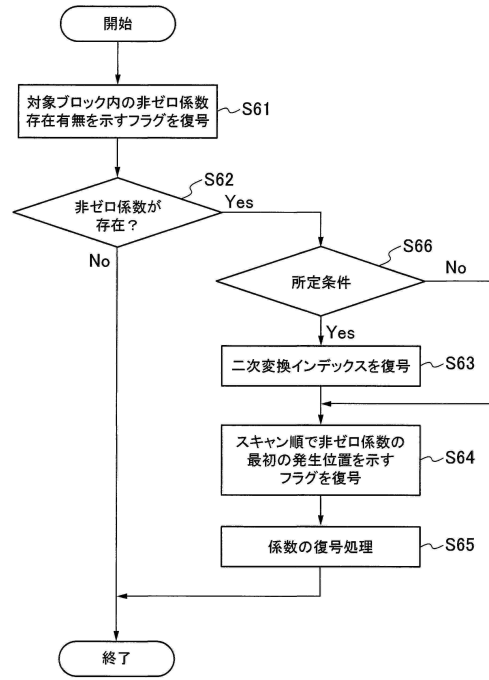 開始
対象ブロック内の非ゼロ係数
存在有無を示すフラグを復号
S61
S62
非ゼロ係数が
存在?
Yes
No
S66
所定条件
No
Yes
二次変換インデックスを復号
S63
スキャン順で非ゼロ係数の
最初の発生位置を示す
フラグを復号
S64
係数の復号処理
S65
終了